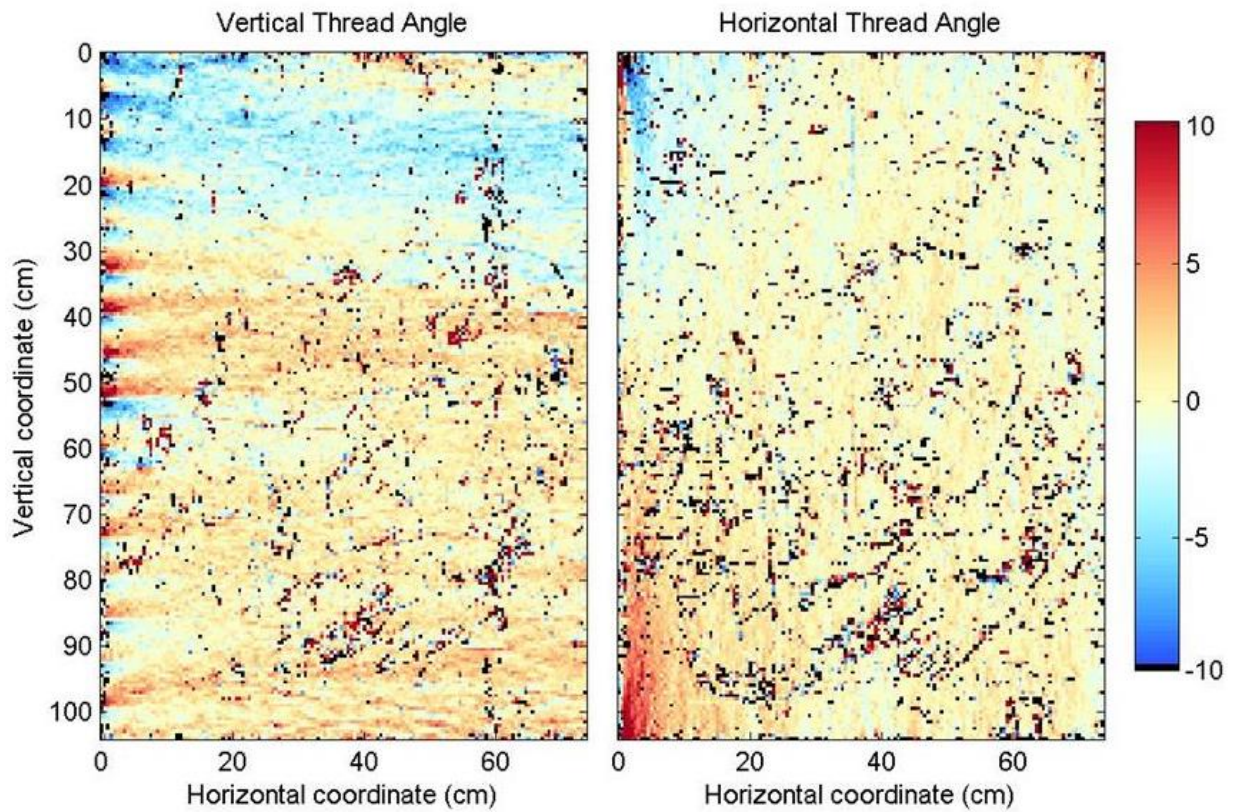 Vertical Thread Angle
Horizontal Thread Angle
0
10
20
30
40
50
60
70
80
90
100
Vertical coordinate (cm)
0 20 40 60
Horizontal coordinate (cm)
0 20 40 60
Horizontal coordinate (cm)
10
5
0
-5
-10